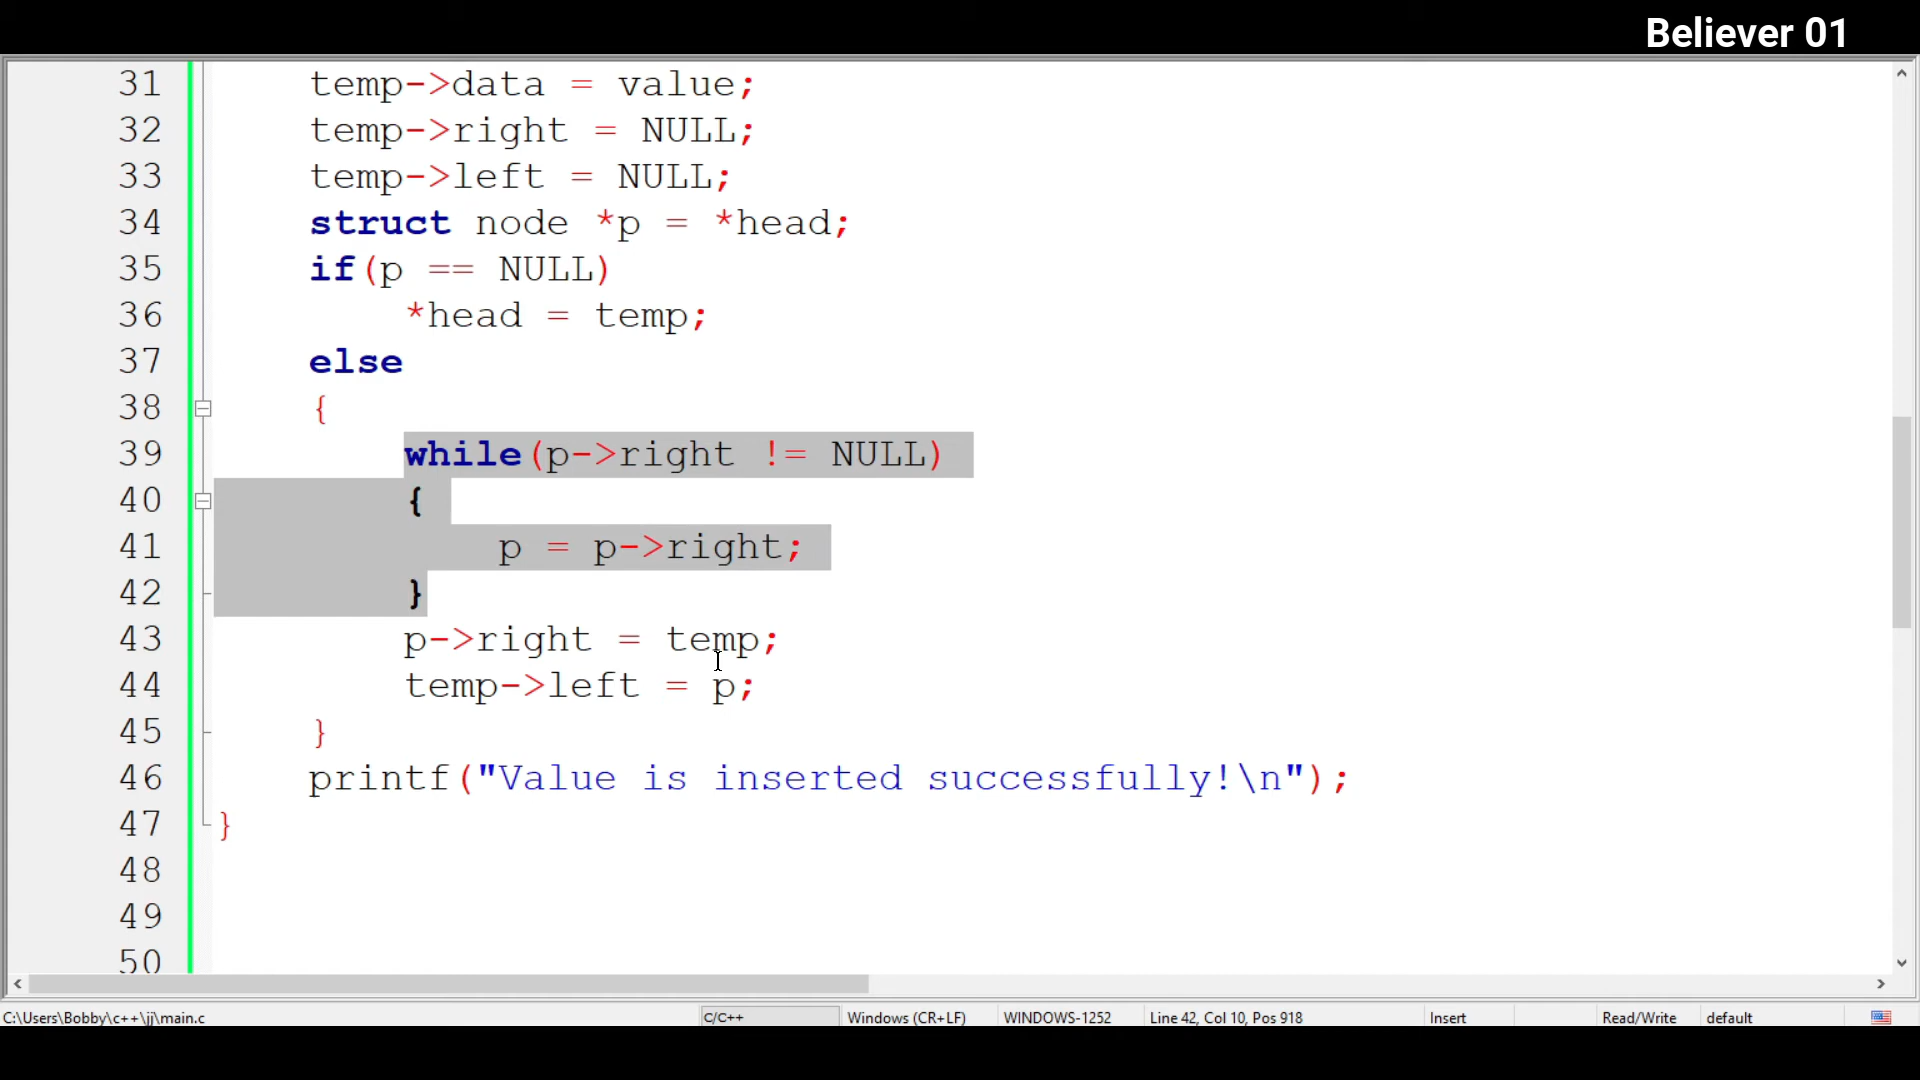 Believer 01
31 temp->data = value;
32 temp->right = NULL;
33 temp->left = NULL;
34 struct node *p = *head;
35 if(p == NULL)
36 *head = temp;
37 else
38 {
39 while(p->right != NULL)
40 {
41 p = p->right;
42 }
43 p->right = temp;
44 temp->left = p;
45 }
46 printf("Value is inserted successfully!\n");
47 }
48
49
50
C:\Users\Bobby\c++\jj\main.c C/C++ Windows (CR+LF) WINDOWS-1252 Line 42, Col 10, Pos 918 Insert Read/Write default